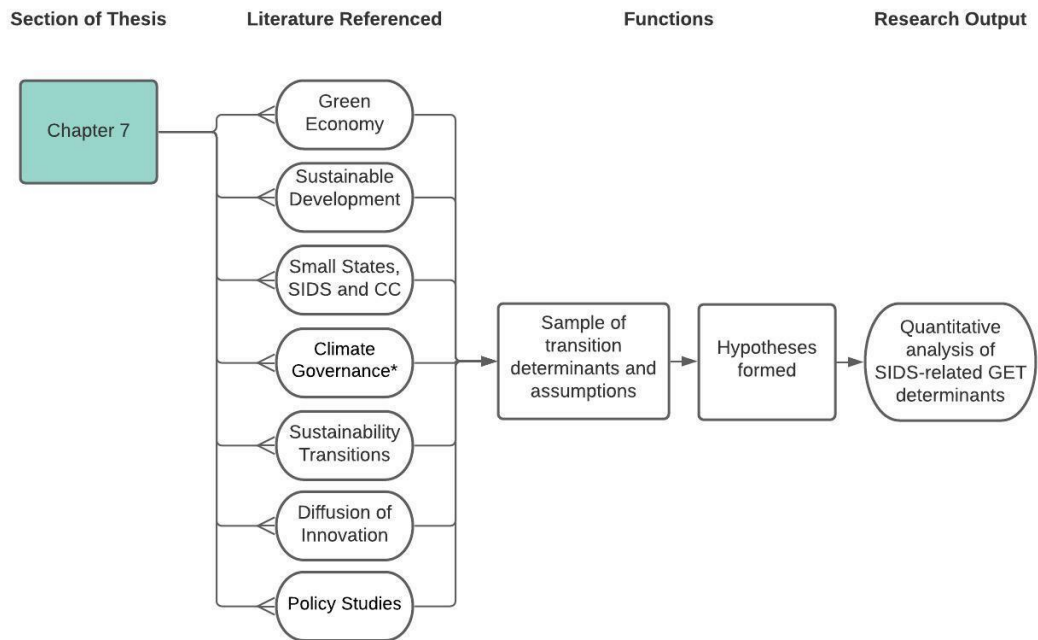 Section of Thesis
Literature Referenced
Functions
Research Output
Chapter 7
Green
Economy
Sustainable
Development
Small States,
SIDS and CC
Climate
Governance*
Sustainability
Transitions
Diffusion of
Innovation
Policy Studies
Sample of
transition
determinants and
assumptions
Hypotheses
formed
Quantitative
analysis of
SIDS-related GET
determinants